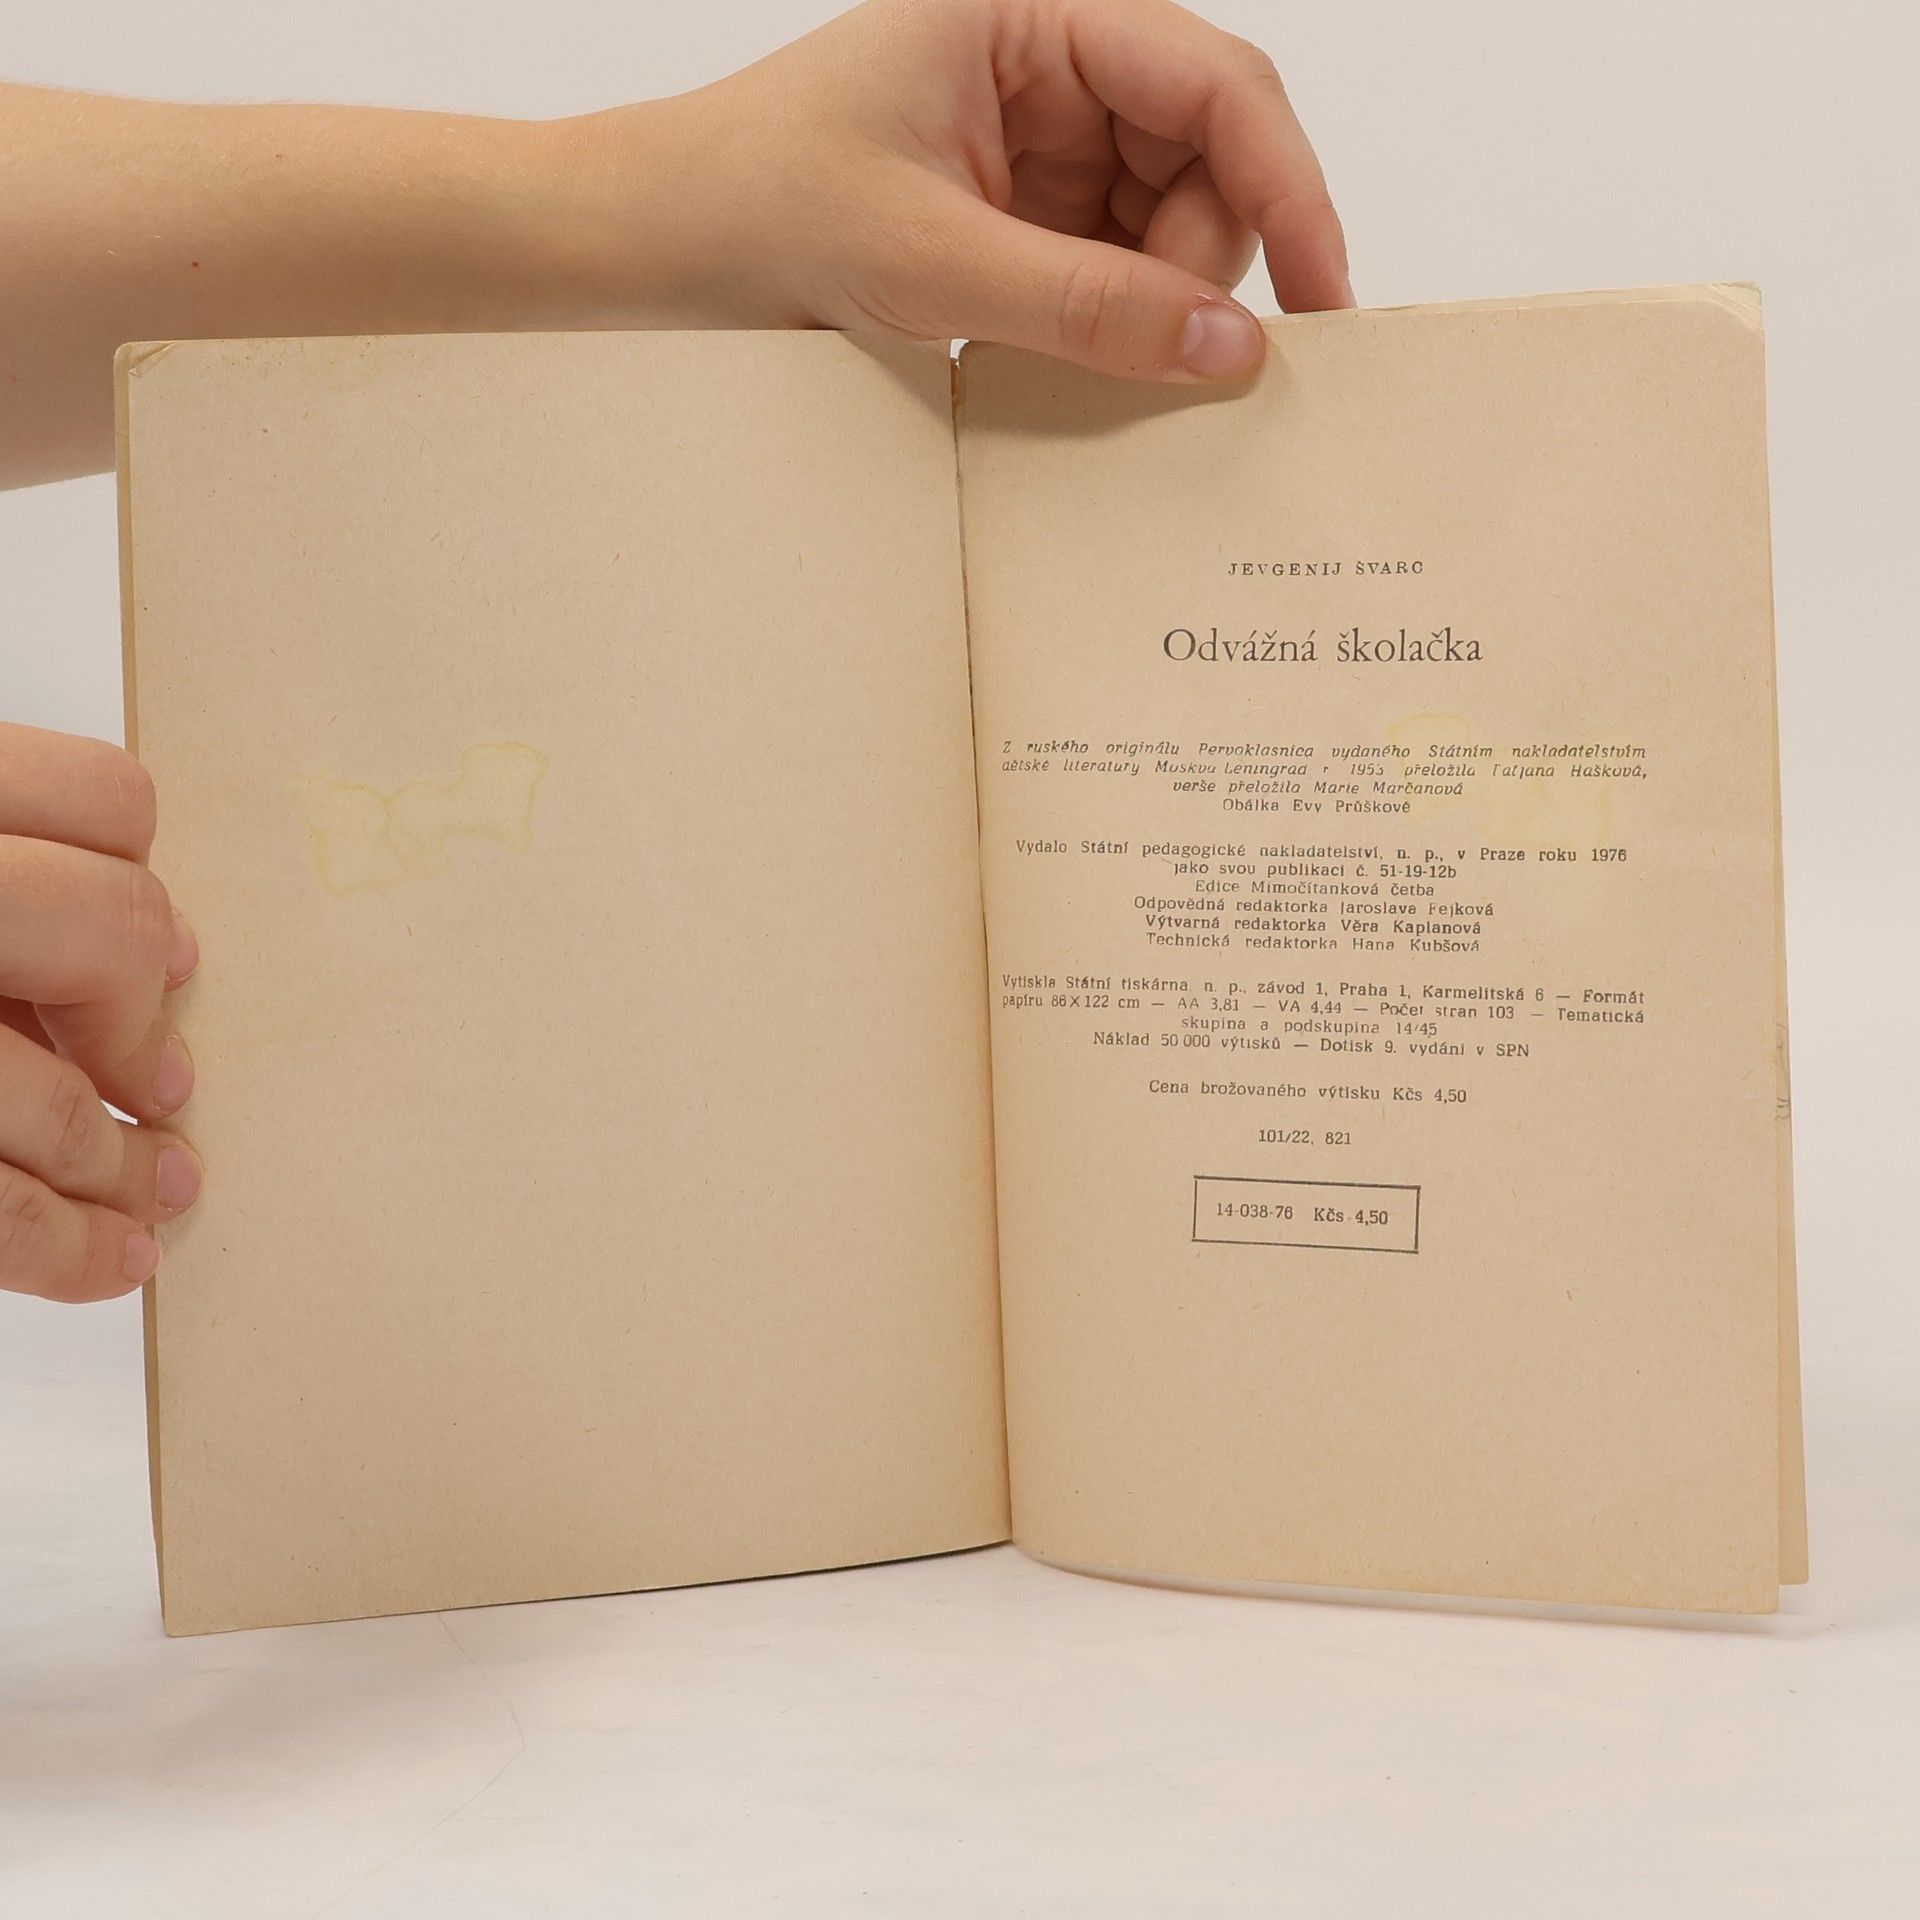 JEVGENIJ ŠVARC
Odvážná školačka
Z ruského originálu Pervoklasnica vydaného Státním nakladatelstvím
dětské literatury Moskva Leningrad r 1953 přeložila Taťjana Hašková,
verše přeložila Marie Marčanová
Obálka Evy Průškové
Vydalo Státní pedagogické nakladatelství, n. p., v Praze roku 1976
jako svou publikaci č. 51-19-12b
Edice Mimočítanková četba
Odpovědná redaktorka Jaroslava Fejková
Výtvarná redaktorka Věra Kaplanová
Technická redaktorka Hana Kubšová
Vytiskla Státní tiskárna n. p., závod 1, Praha 1, Karmelitská 6 — Formát
papíru 86×122 cm — AA 3,81 — VA 4,44 — Počet stran 103 — Tematická
skupina a podskupina 14/45
Náklad 50 000 výtisků — Dotisk 9. vydání v SPN
Cena brožovaného výtisku Kčs 4,50
101/22, 821
14-038-76 Kčs 4,50